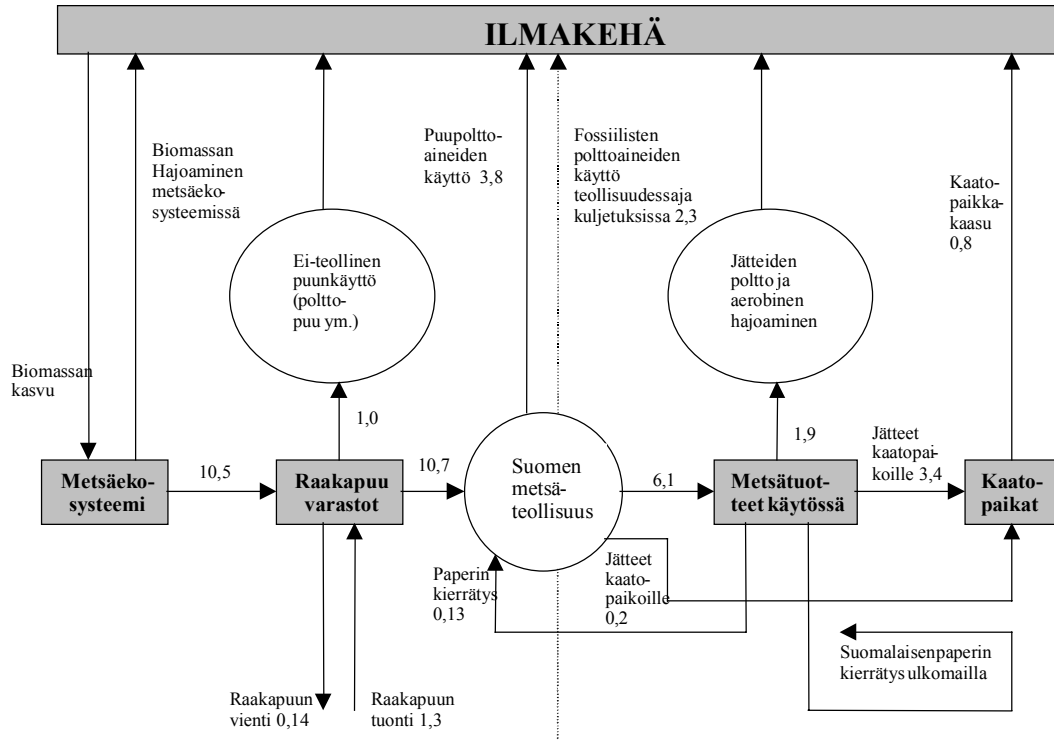 ILMAKEHÄ
Biomassan
Hajoaminen
metsäeko-
systeemissä
Puupoltto-
aineiden
käyttö 3,8
Fossiilisten
polttoaineiden
käyttö
teollisuudessaja
kuljetuksissa 2,3
Kaato-
paikka-
kaasu
0,8
Ei-teollinen
puunkäyttö
(poltto-
puu ym.)
Jätteiden
poltto ja
aerobinen
hajoaminen
Biomassan
kasvu
1,0
1,9
Jätteet
kaatopai-
koille 3,4
Metsäeko-
systeemi
10,5
Raakapuu
varastot
10,7
Suomen
metsä-
teollisuus
6,1
Metsätuot-
teet käytössä
Kaato-
paikat
Paperin
kierrätys
0,13
Jätteet
kaato-
paikoille
0,2
Suomalaisenpaperin
kierrätys ulkomailla
Raakapuun
vienti 0,14
Raakapuun
tuonti 1,3